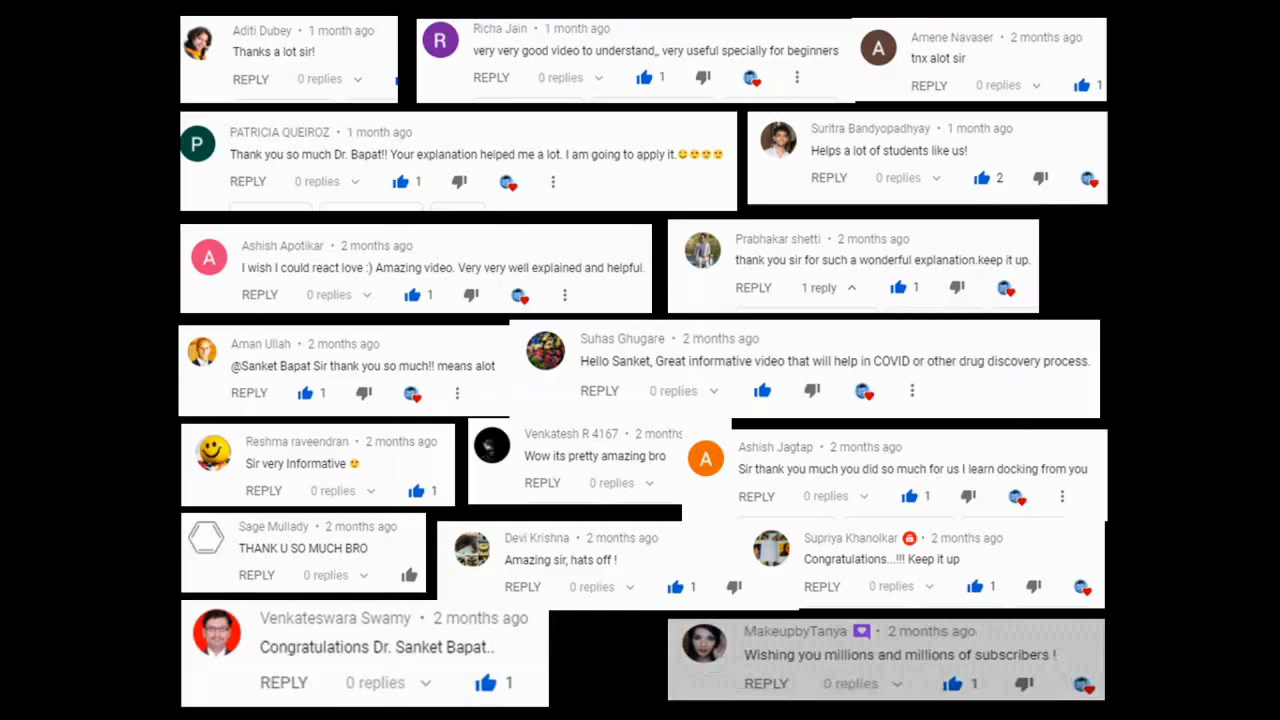 Aditi Dubey • 1 month ago
Thanks a lot sir!
REPLY 0 replies
R
Richa Jain • 1 month ago
very very good video to understand,, very useful specially for beginners
REPLY 0 replies 1
A
Amene Navaser • 2 months ago
tnx alot sir
REPLY 0 replies 1
P
PATRICIA QUEIROZ • 1 month ago
Thank you so much Dr. Bapat!! Your explanation helped me a lot. I am going to apply it.😊😍😍😍
REPLY 0 replies 1
Suritra Bandyopadhyay • 1 month ago
Helps a lot of students like us!
REPLY 0 replies 2
A
Ashish Apotikar • 2 months ago
I wish I could react love :) Amazing video. Very very well explained and helpful.
REPLY 0 replies 1
Prabhakar shetti • 2 months ago
thank you sir for such a wonderful explanation.keep it up.
REPLY 1 reply 1
Aman Ullah • 2 months ago
@Sanket Bapat Sir thank you so much!! means alot
REPLY 1
Suhas Ghugare • 2 months ago
Hello Sanket, Great informative video that will help in COVID or other drug discovery process.
REPLY 0 replies
Reshma raveendran • 2 months ago
Sir very Informative 😍
REPLY 0 replies 1
Venkatesh R 4167 • 2 months
Wow its pretty amazing bro
REPLY 0 replies
A
Ashish Jagtap • 2 months ago
Sir thank you much you did so much for us I learn docking from you
REPLY 0 replies 1
Sage Mullady • 2 months ago
THANK U SO MUCH BRO
REPLY 0 replies
Devi Krishna • 2 months ago
Amazing sir, hats off !
REPLY 0 replies 1
Supriya Khanolkar • 2 months ago
Congratulations...!!! Keep it up
REPLY 0 replies 1
Venkateswara Swamy • 2 months ago
Congratulations Dr. Sanket Bapat..
REPLY 0 replies 1
MakeupbyTanya • 2 months ago
Wishing you millions and millions of subscribers !
REPLY 0 replies 1